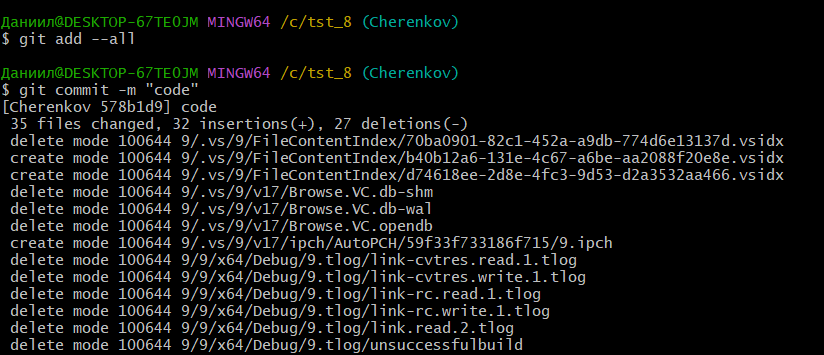 Даниил@DESKTOP-67TE0JM MINGW64 /c/tst_8 (Cherenkov)
$ git add --all
Даниил@DESKTOP-67TE0JM MINGW64 /c/tst_8 (Cherenkov)
$ git commit -m "code"
[Cherenkov 578b1d9] code
 35 files changed, 32 insertions(+), 27 deletions(-)
 delete mode 100644 9/.vs/9/FileContentIndex/70ba0901-82c1-452a-a9db-774d6e13137d.vsidx
 create mode 100644 9/.vs/9/FileContentIndex/b40b12a6-131e-4c67-a6be-aa2088f20e8e.vsidx
 create mode 100644 9/.vs/9/FileContentIndex/d74618ee-2d8e-4fc3-9d53-d2a3532aa466.vsidx
 delete mode 100644 9/.vs/9/v17/Browse.VC.db-shm
 delete mode 100644 9/.vs/9/v17/Browse.VC.db-wal
 delete mode 100644 9/.vs/9/v17/Browse.VC.opendb
 create mode 100644 9/.vs/9/v17/ipch/AutoPCH/59f33f733186f715/9.ipch
 delete mode 100644 9/9/x64/Debug/9.tlog/link-cvtres.read.1.tlog
 delete mode 100644 9/9/x64/Debug/9.tlog/link-cvtres.write.1.tlog
 delete mode 100644 9/9/x64/Debug/9.tlog/link-rc.read.1.tlog
 delete mode 100644 9/9/x64/Debug/9.tlog/link-rc.write.1.tlog
 delete mode 100644 9/9/x64/Debug/9.tlog/link.read.2.tlog
 delete mode 100644 9/9/x64/Debug/9.tlog/unsuccessfulbuild